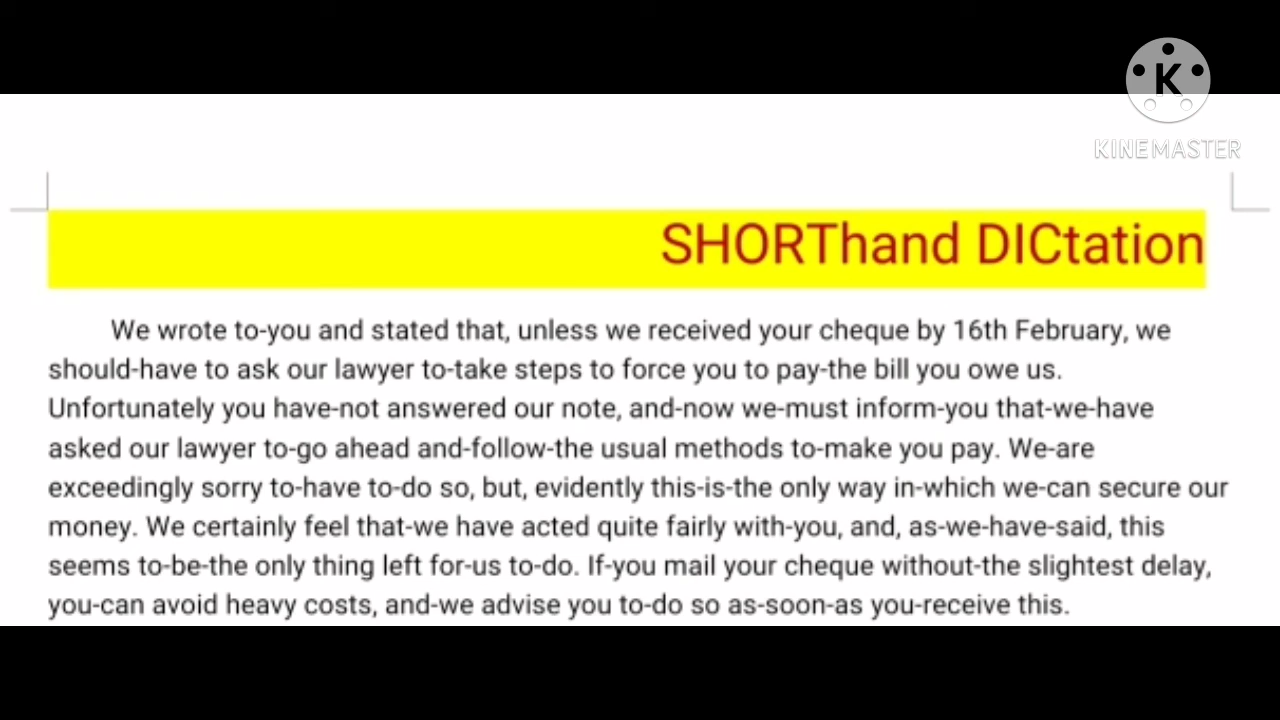 K
KINEMASTER
SHORThand DICtation
We wrote to-you and stated that, unless we received your cheque by 16th February, we
should-have to ask our lawyer to-take steps to force you to pay-the bill you owe us.
Unfortunately you have-not answered our note, and-now we-must inform-you that-we-have
asked our lawyer to-go ahead and-follow-the usual methods to-make you pay. We-are
exceedingly sorry to-have to-do so, but, evidently this-is-the only way in-which we-can secure our
money. We certainly feel that-we have acted quite fairly with-you, and, as-we-have-said, this
seems to-be-the only thing left for-us to-do. If-you mail your cheque without-the slightest delay,
you-can avoid heavy costs, and-we advise you to-do so as-soon-as you-receive this.